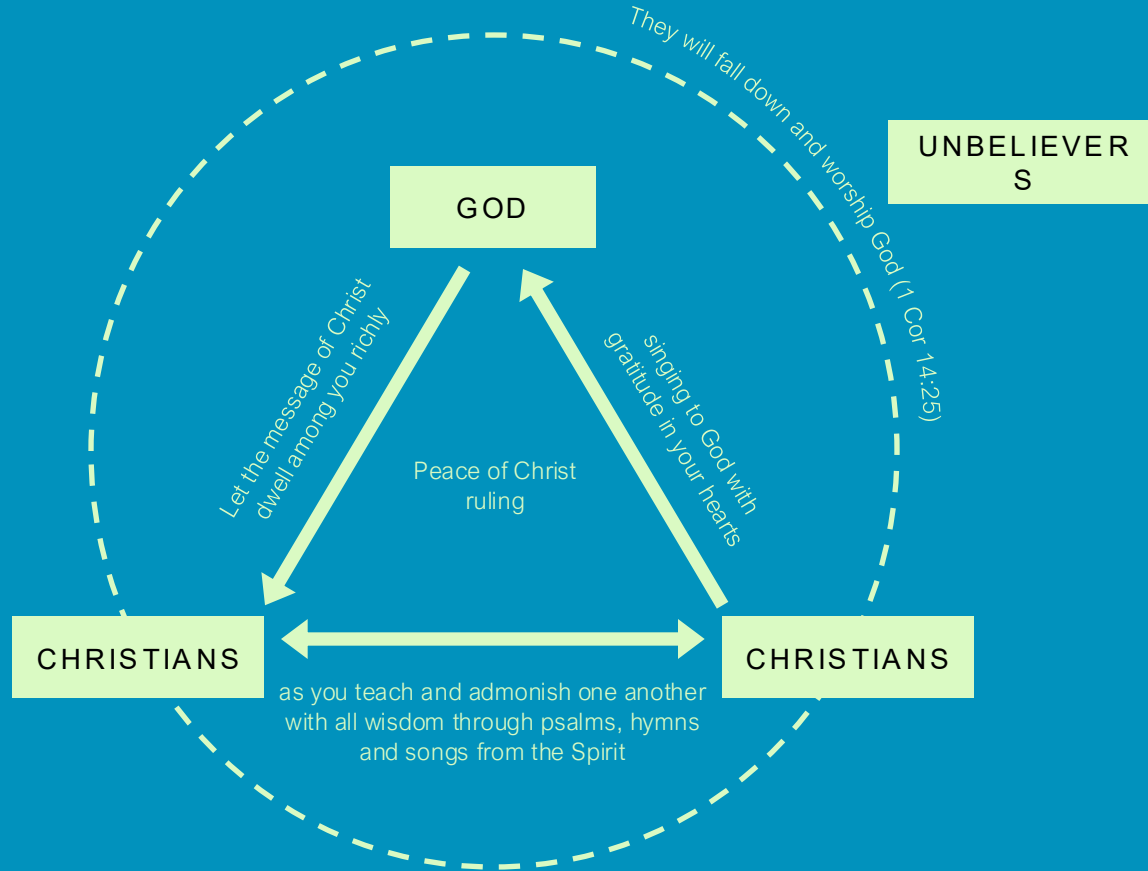 They will fall down and worship God (1 Cor 14:25)
UNBELIEVER
S
GOD
Let the message of Christ
dwell among you richly
singing to God with
gratitude in your hearts
Peace of Christ
ruling
CHRISTIANS
CHRISTIANS
as you teach and admonish one another
with all wisdom through psalms, hymns
and songs from the Spirit